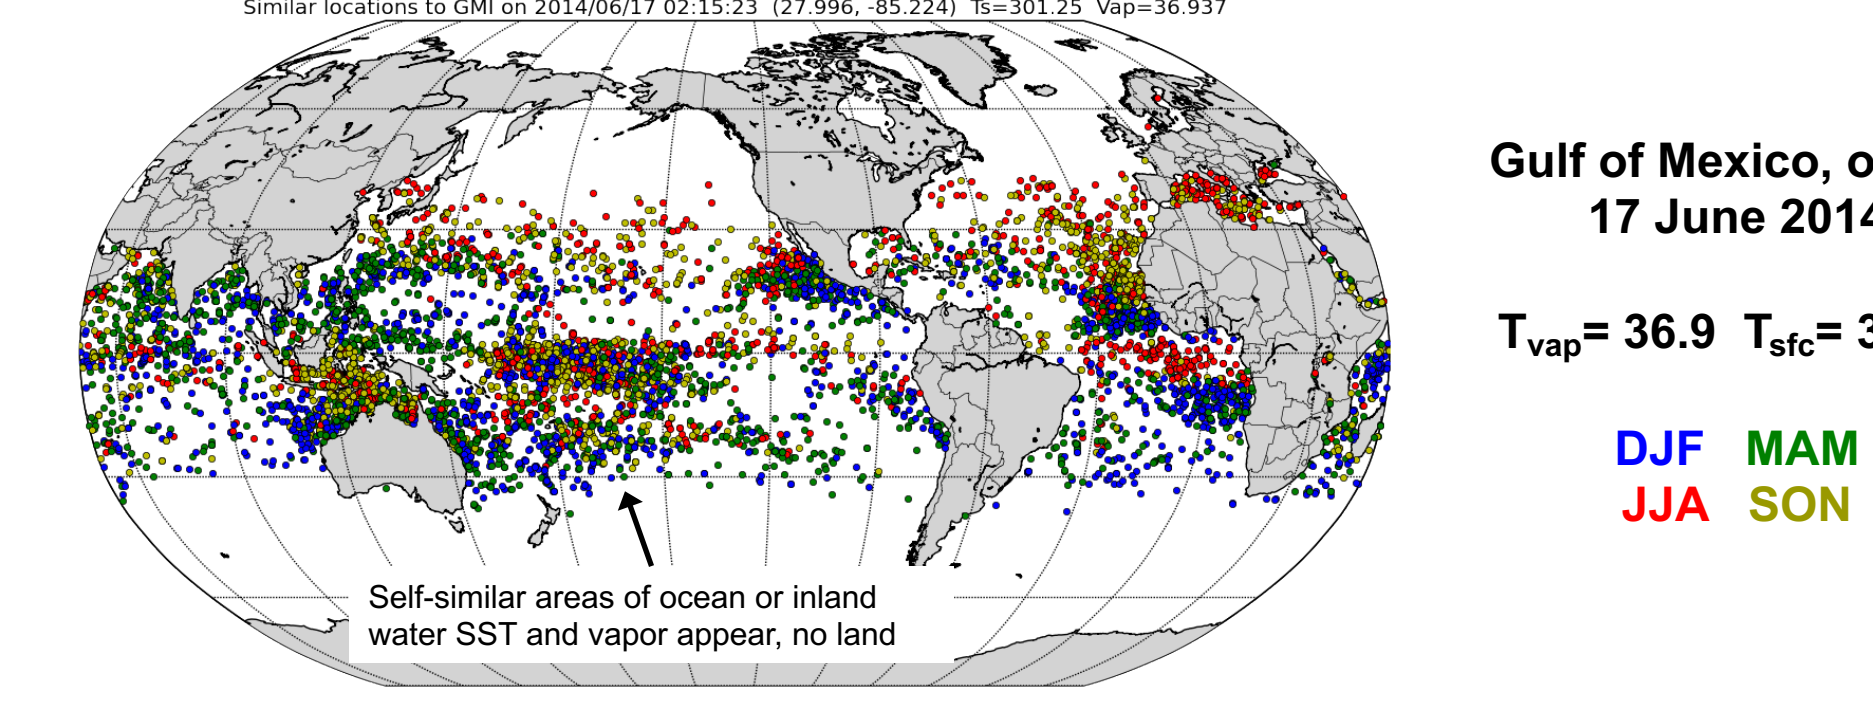 Similar locations to GMI on 2014/06/17 02:15:23 (27.996, -85.224) Ts=301.25 Vap=36.937
Gulf of Mexico, o
17 June 2014
Tvap= 36.9 Tsfc= 3
DJF MAM
JJA SON
Self-similar areas of ocean or inland
water SST and vapor appear, no land